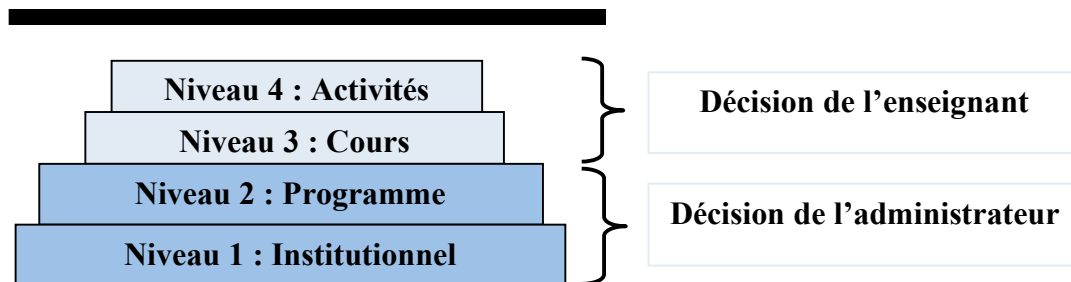 Niveau 4 : Activités
Niveau 3 : Cours
Décision de l’enseignant
Niveau 2 : Programme
Niveau 1 : Institutionnel
Décision de l’administrateur